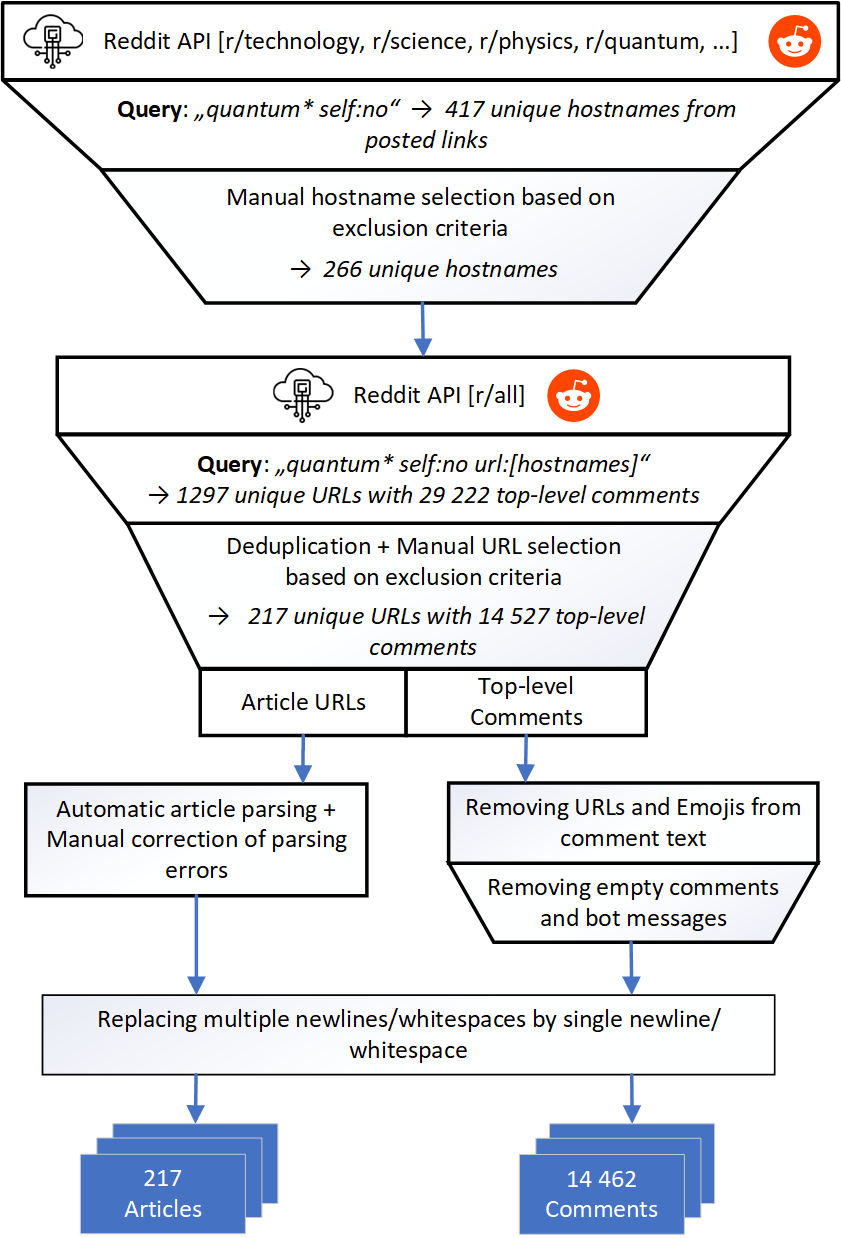 Reddit API [r/technology, r/science, r/physics, r/quantum, ...]
Query: „quantum* self:no“ → 417 unique hostnames from
posted links
Manual hostname selection based on
exclusion criteria
→ 266 unique hostnames
Reddit API [r/all]
Query: „quantum* self:no url:[hostnames]“
→ 1297 unique URLs with 29 222 top-level comments
Deduplication + Manual URL selection
based on exclusion criteria
→ 217 unique URLs with 14 527 top-level
comments
Article URLs
Top-level
Comments
Automatic article parsing +
Manual correction of parsing
errors
Removing URLs and Emojis from
comment text
Removing empty comments
and bot messages
Replacing multiple newlines/whitespaces by single newline/
whitespace
217
Articles
14 462
Comments